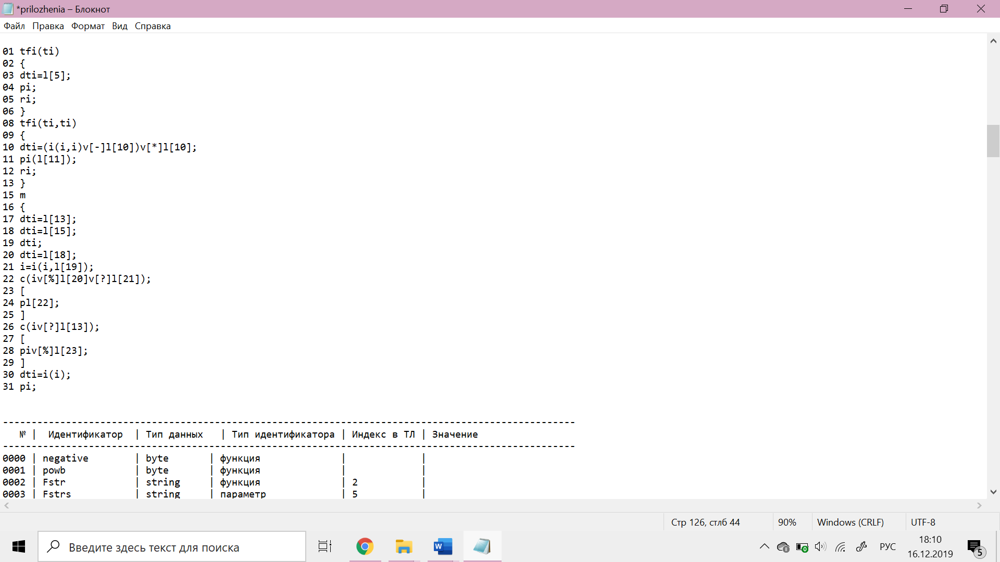 *prilozhenia – Блокнот
Файл Правка Формат Вид Справка
01 tfi(ti)
02 {
03 dti=l[5];
04 pi;
05 ri;
06 }
08 tfi(ti,ti)
09 {
10 dti=(i(i,i)v[-]l[10])v[*]l[10];
11 pi(l[11]);
12 ri;
13 }
15 m
16 {
17 dti=l[13];
18 dti=l[15];
19 dti;
20 dti=l[18];
21 i=i(i,l[19]);
22 c(iv[%]l[20]v[?]l[21]);
23 [
24 pl[22];
25 ]
26 c(iv[?]l[13]);
27 [
28 piv[%]l[23];
29 ]
30 dti=i(i);
31 pi;
----------------------------------------------------------------------------------------------------
№ | Идентификатор | Тип данных | Тип идентификатора | Индекс в ТЛ | Значение
----------------------------------------------------------------------------------------------------
0000 | negative | byte | функция | |
0001 | powb | byte | функция | |
0002 | Fstr | string | функция | 2 |
0003 | Fstrs | string | параметр | 5 |
Стр 126, стлб 44 90% Windows (CRLF) UTF-8
Введите здесь текст для поиска
W
РУС
18:10
16.12.2019
5